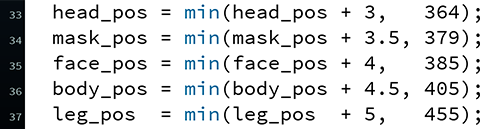 33 head_pos = min(head_pos + 3,   364);
34 mask_pos = min(mask_pos + 3.5, 379);
35 face_pos = min(face_pos + 4,   385);
36 body_pos = min(body_pos + 4.5, 405);
37 leg_pos  = min(leg_pos  + 5,   455);